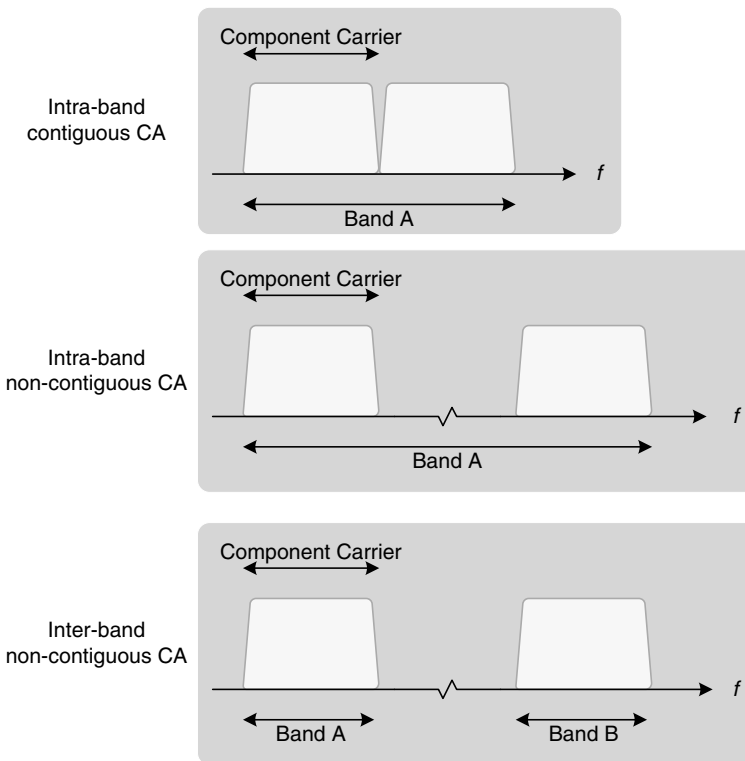 Component Carrier
Intra-band
contiguous CA
f
Band A
Component Carrier
Intra-band
non-contiguous CA
f
Band A
Component Carrier
Inter-band
non-contiguous CA
f
Band A
Band B